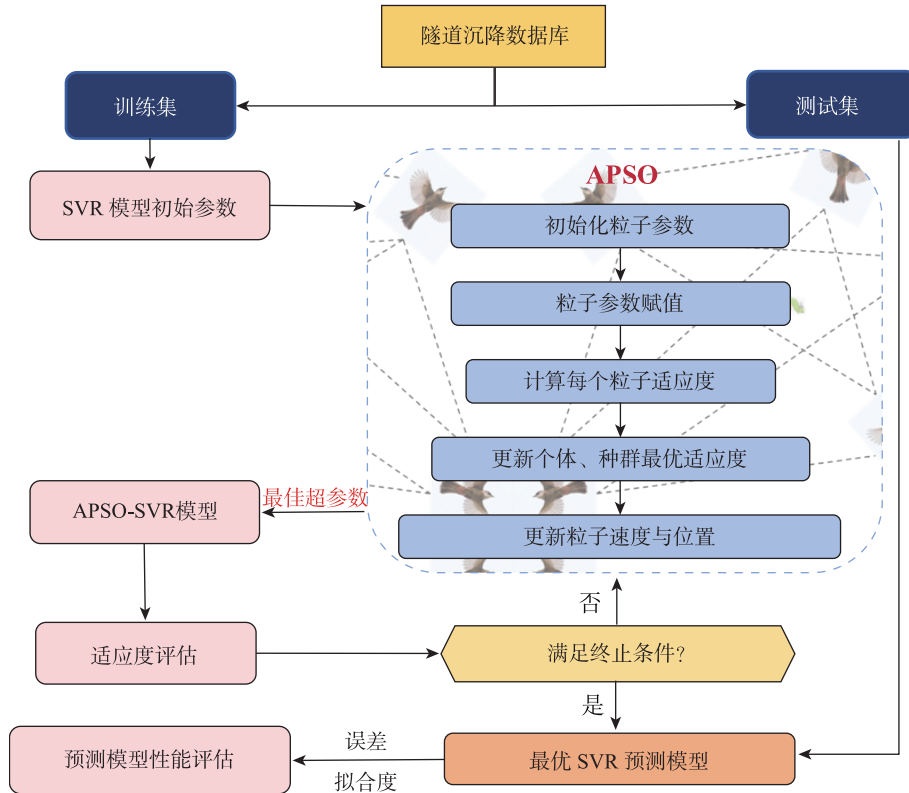 隧道沉降数据库
训练集
测试集
APSO
SVR 模型初始参数
初始化粒子参数
粒子参数赋值
计算每个粒子适应度
更新个体、种群最优适应度
最佳超参数
APSO-SVR模型
更新粒子速度与位置
否
适应度评估
满足终止条件?
是
误差
预测模型性能评估
最优 SVR 预测模型
拟合度